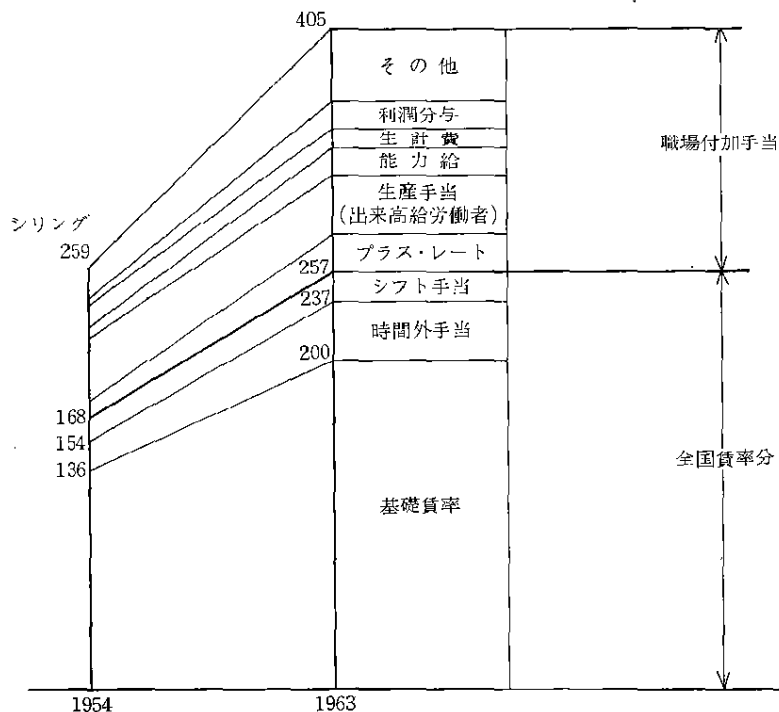 405
その他
利潤分与
生計費
能力給
生産手当
(出来高給労働者)
プラス・レート
職場付加手当
シリング
259
257
シフト手当
237
時間外手当
200
168
154
136
基礎賃率
全国賃率分
1954
1963